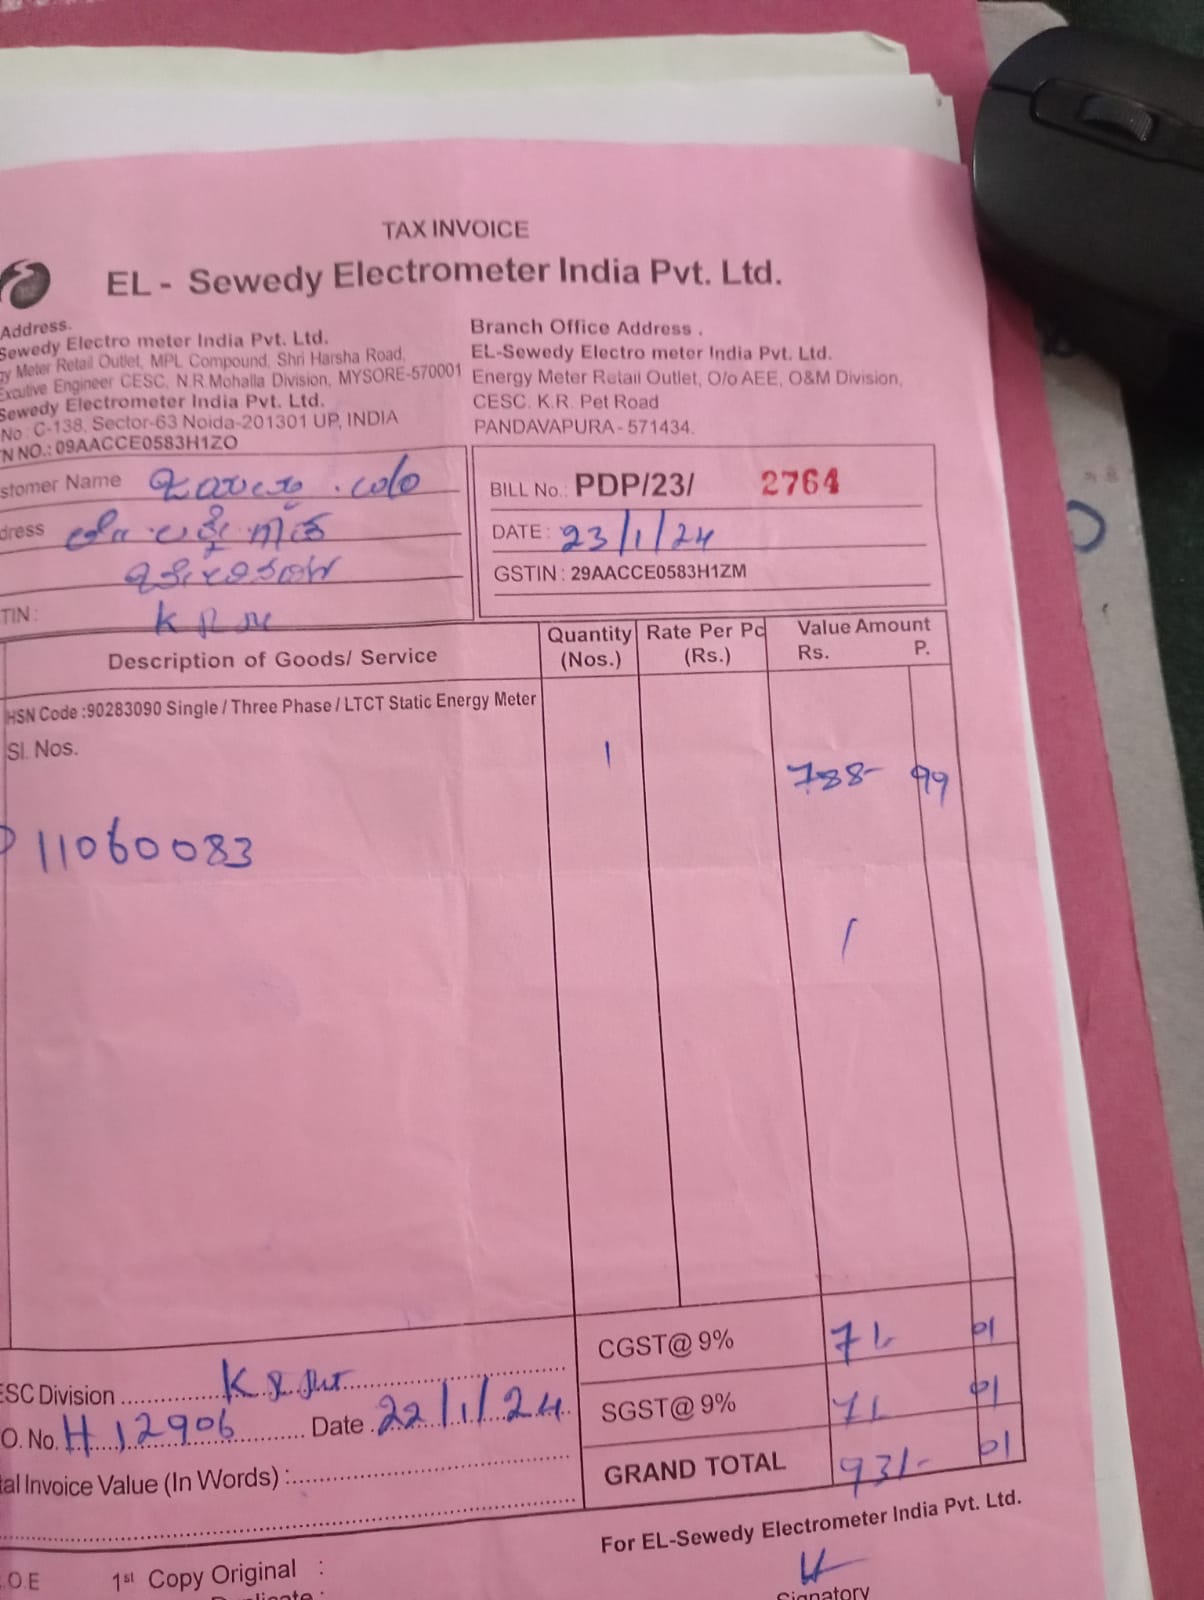 TAX INVOICE
EL - Sewedy Electrometer India Pvt. Ltd.
Address.
Sewedy Electro meter India Pvt. Ltd.
gy Meter Retail Outlet, MPL Compound, Shri Harsha Road,
Excutive Engineer CESC, N.R.Mohalla Division, MYSORE-570001
Sewedy Electrometer India Pvt. Ltd.
No : C-138, Sector-63 Noida-201301 UP, INDIA
N NO.: 09AACCE0583H1ZO
Branch Office Address .
EL-Sewedy Electro meter India Pvt. Ltd.
Energy Meter Retail Outlet, O/o AEE, O&M Division,
CESC. K.R. Pet Road
PANDAVAPURA - 571434.
stomer Name
dress
TIN :
BILL No.: PDP/23/ 2764
DATE : 23/1/24
GSTIN : 29AACCE0583H1ZM
Description of Goods/ Service
Quantity (Nos.)
Rate Per Pc (Rs.)
Value Amount
Rs. P.
HSN Code :90283090 Single / Three Phase / LTCT Static Energy Meter
Sl. Nos.
1 788- 99
11060083
CGST@ 9% 71 01
SGST@ 9% 71 01
GRAND TOTAL 931- 01
ESC Division
O. No. H 12906 Date 22/1/24
tal Invoice Value (In Words) :
For EL-Sewedy Electrometer India Pvt. Ltd.
.O.E 1st Copy Original :
Signatory